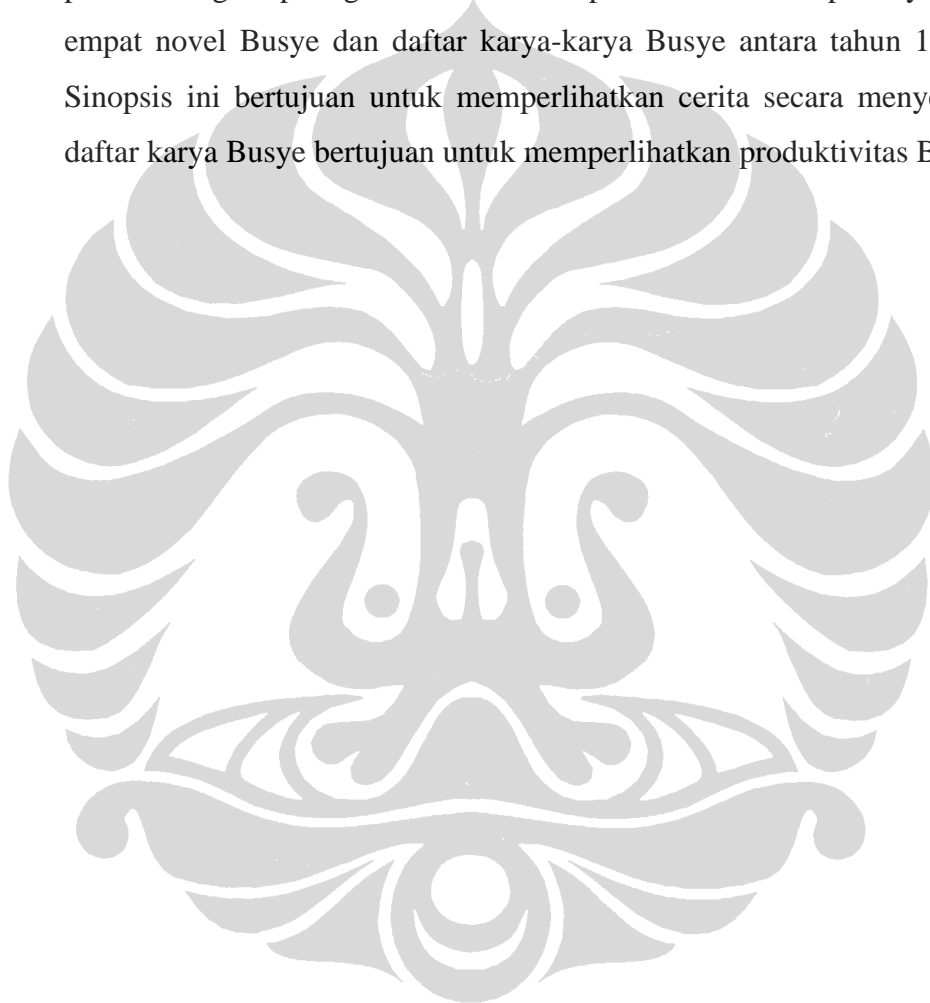 empat novel Busye dan daftar karya-karya Busye antara tahun 1
Sinopsis ini bertujuan untuk memperlihatkan cerita secara meny
daftar karya Busye bertujuan untuk memperlihatkan produktivitas B